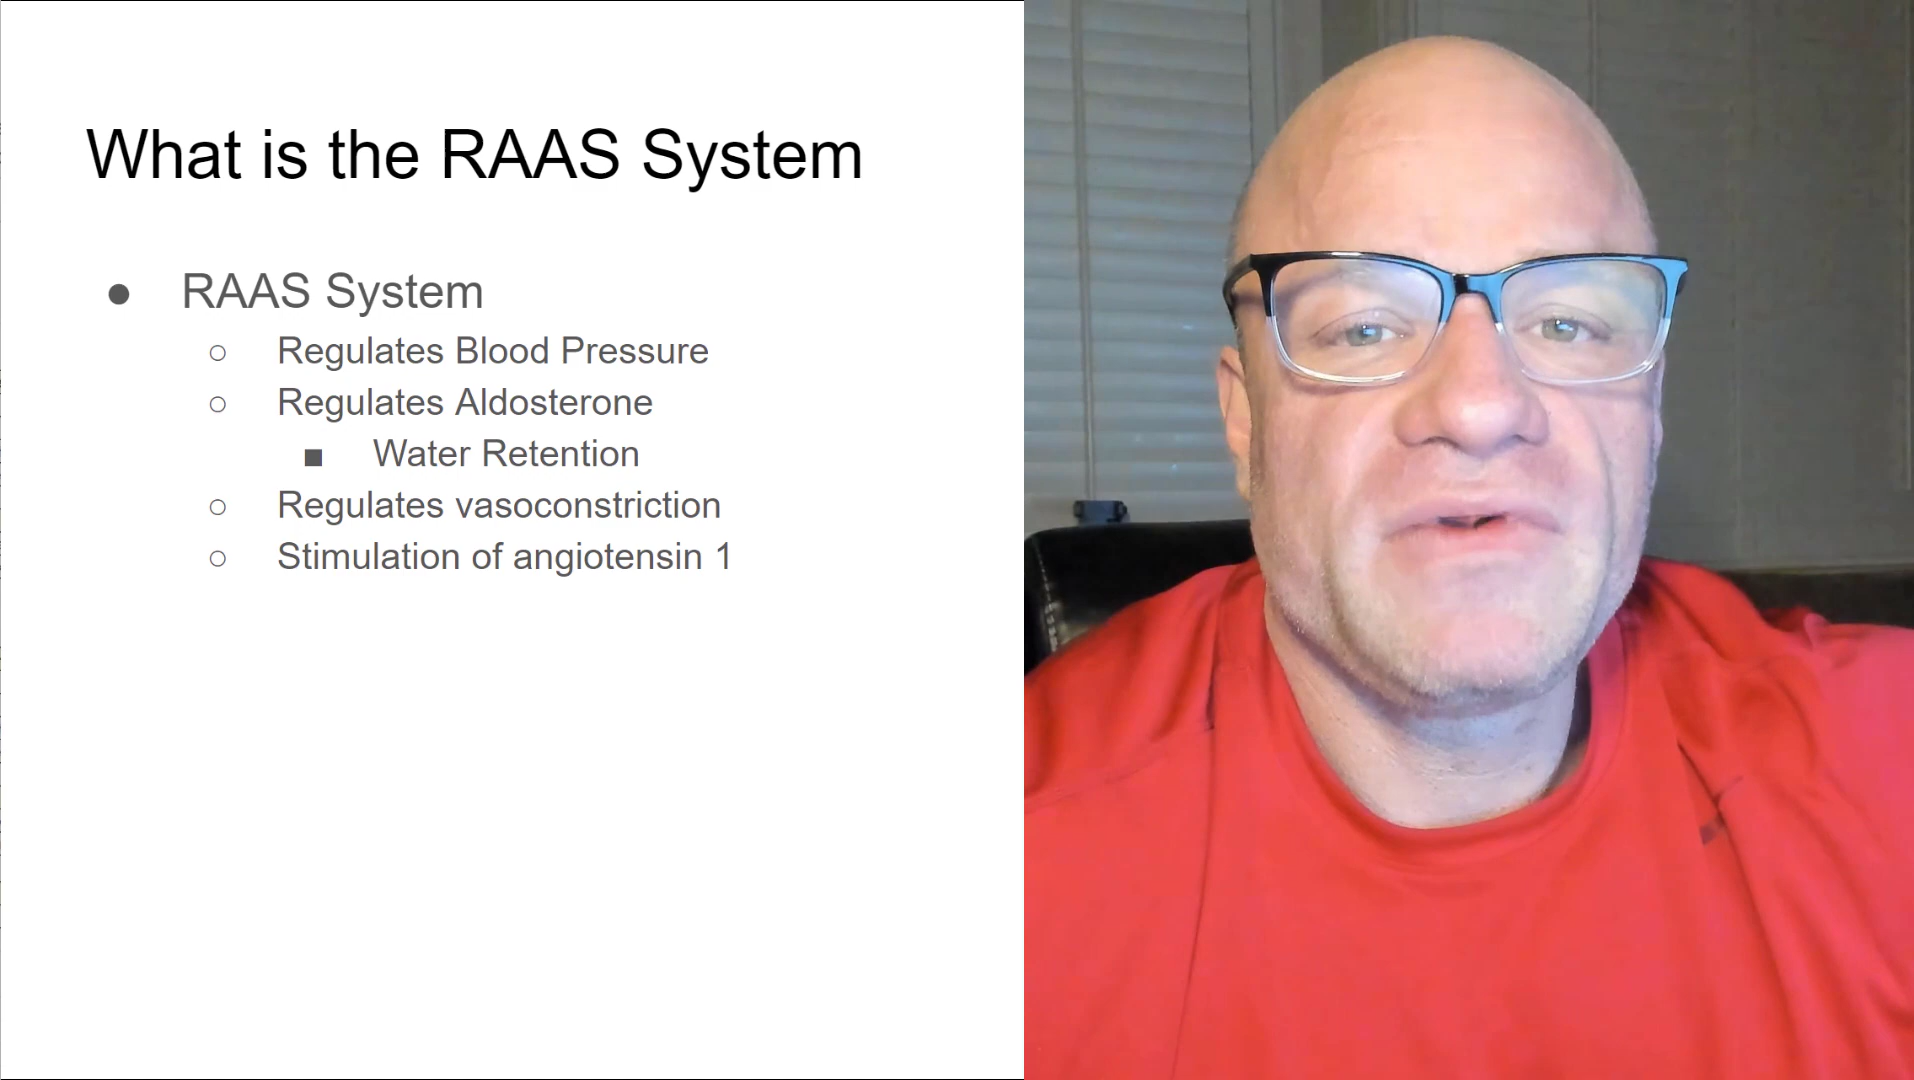 What is the RAAS System
● RAAS System
○ Regulates Blood Pressure
○ Regulates Aldosterone
■ Water Retention
○ Regulates vasoconstriction
○ Stimulation of angiotensin 1